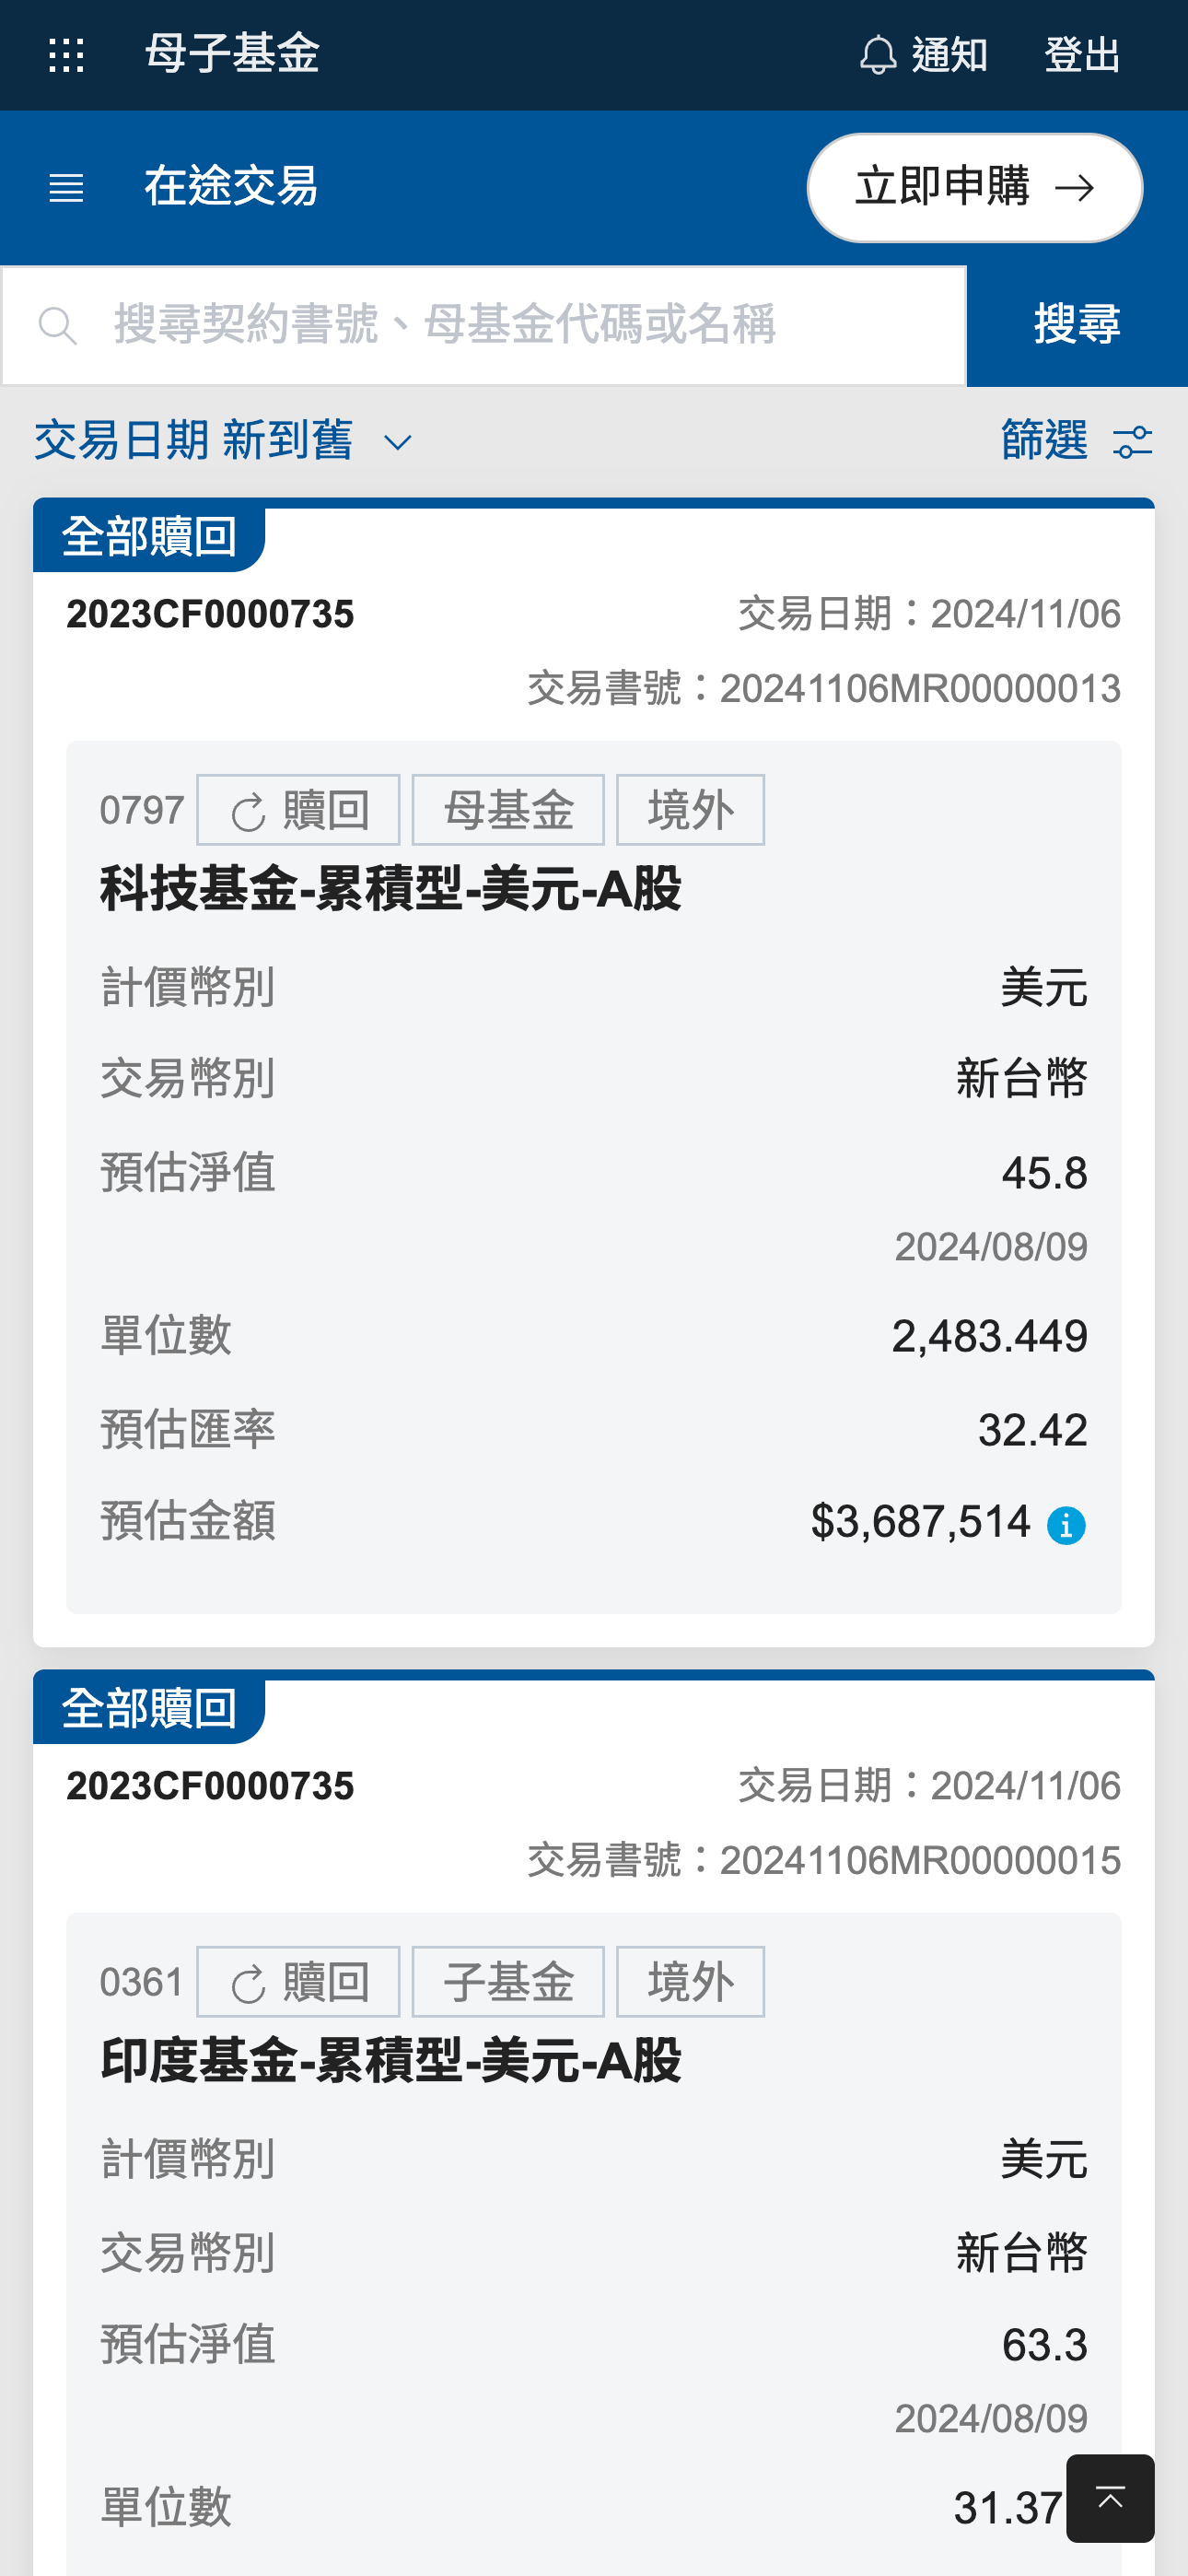 母子基金 通知 登出
在途交易 立即申購
搜尋契約書號、母基金代碼或名稱 搜尋
交易日期 新到舊 篩選
全部贖回
2023CF0000735 交易日期：2024/11/06
交易書號：20241106MR00000013
0797 贖回 母基金 境外
科技基金-累積型-美元-A股
計價幣別 美元
交易幣別 新台幣
預估淨值 45.8
2024/08/09
單位數 2,483.449
預估匯率 32.42
預估金額 $3,687,514
全部贖回
2023CF0000735 交易日期：2024/11/06
交易書號：20241106MR00000015
0361 贖回 子基金 境外
印度基金-累積型-美元-A股
計價幣別 美元
交易幣別 新台幣
預估淨值 63.3
2024/08/09
單位數 31.37